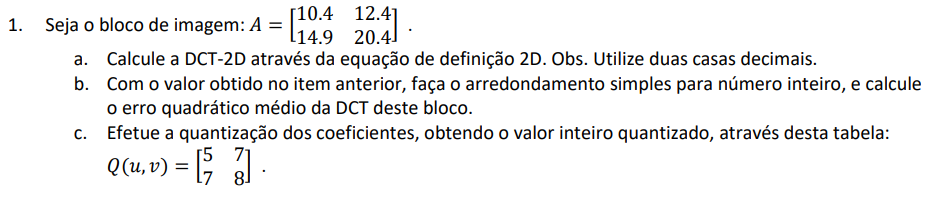 1. Seja o bloco de imagem: A = [10.4 12.4
14.9 20.4] .
a. Calcule a DCT-2D através da equação de definição 2D. Obs. Utilize duas casas decimais.
b. Com o valor obtido no item anterior, faça o arredondamento simples para número inteiro, e calcule
o erro quadrático médio da DCT deste bloco.
c. Efetue a quantização dos coeficientes, obtendo o valor inteiro quantizado, através desta tabela:
Q(u, v) = [5 7
7 8] .